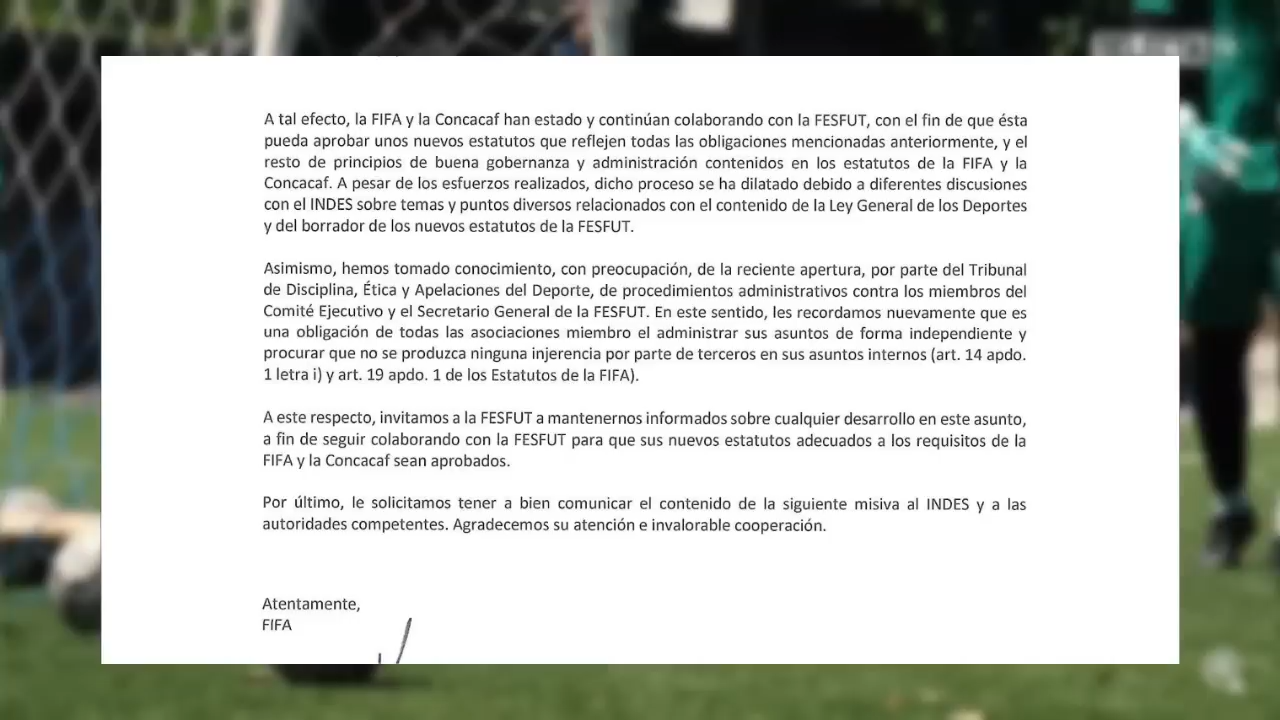 A tal efecto, la FIFA y la Concacaf han estado y continúan colaborando con la FESFUT, con el fin de que ésta
pueda aprobar unos nuevos estatutos que reflejen todas las obligaciones mencionadas anteriormente, y el
resto de principios de buena gobernanza y administración contenidos en los estatutos de la FIFA y la
Concacaf. A pesar de los esfuerzos realizados, dicho proceso se ha dilatado debido a diferentes discusiones
con el INDES sobre temas y puntos diversos relacionados con el contenido de la Ley General de los Deportes
y del borrador de los nuevos estatutos de la FESFUT.
Asimismo, hemos tomado conocimiento, con preocupación, de la reciente apertura, por parte del Tribunal
de Disciplina, Ética y Apelaciones del Deporte, de procedimientos administrativos contra los miembros del
Comité Ejecutivo y el Secretario General de la FESFUT. En este sentido, les recordamos nuevamente que es
una obligación de todas las asociaciones miembro el administrar sus asuntos de forma independiente y
procurar que no se produzca ninguna injerencia por parte de terceros en sus asuntos internos (art. 14 apdo.
1 letra i) y art. 19 apdo. 1 de los Estatutos de la FIFA).
A este respecto, invitamos a la FESFUT a mantenernos informados sobre cualquier desarrollo en este asunto,
a fin de seguir colaborando con la FESFUT para que sus nuevos estatutos adecuados a los requisitos de la
FIFA y la Concacaf sean aprobados.
Por último, le solicitamos tener a bien comunicar el contenido de la siguiente misiva al INDES y a las
autoridades competentes. Agradecemos su atención e invalorable cooperación.
Atentamente,
FIFA